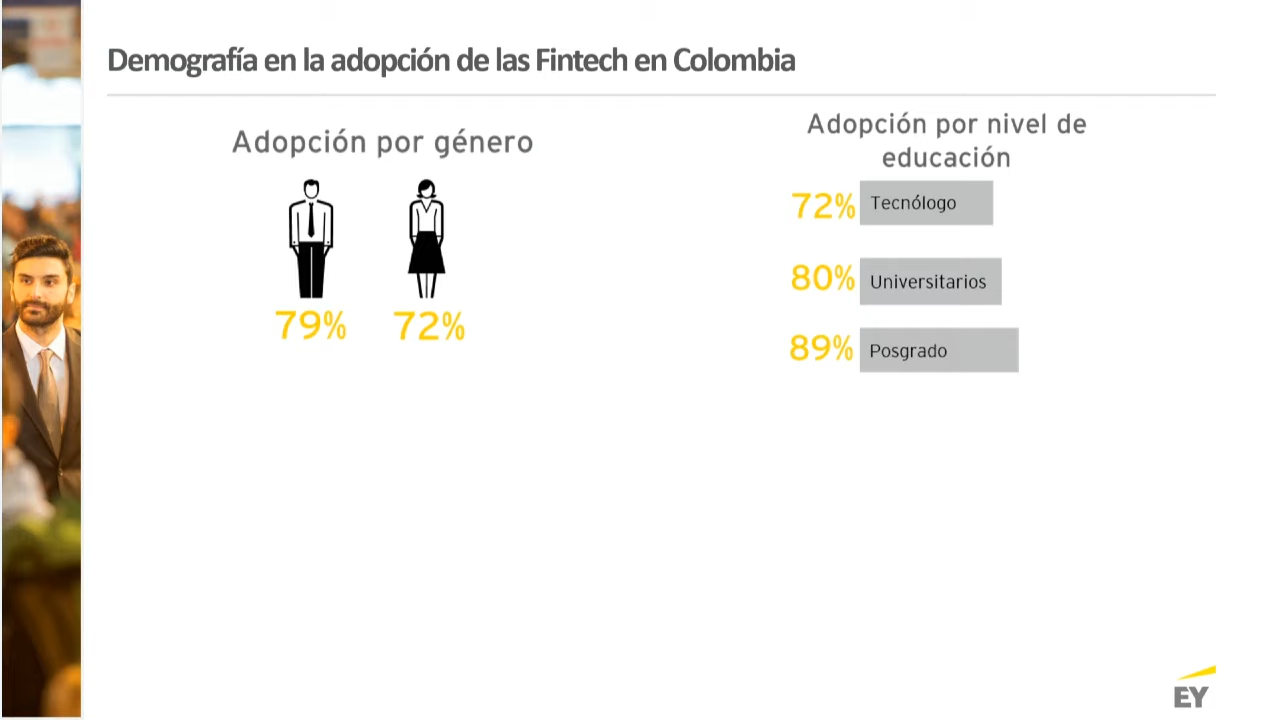 Demografía en la adopción de las Fintech en Colombia
Adopción por género
79% 72%
Adopción por nivel de
educación
72% Tecnólogo
80% Universitarios
89% Posgrado
EY